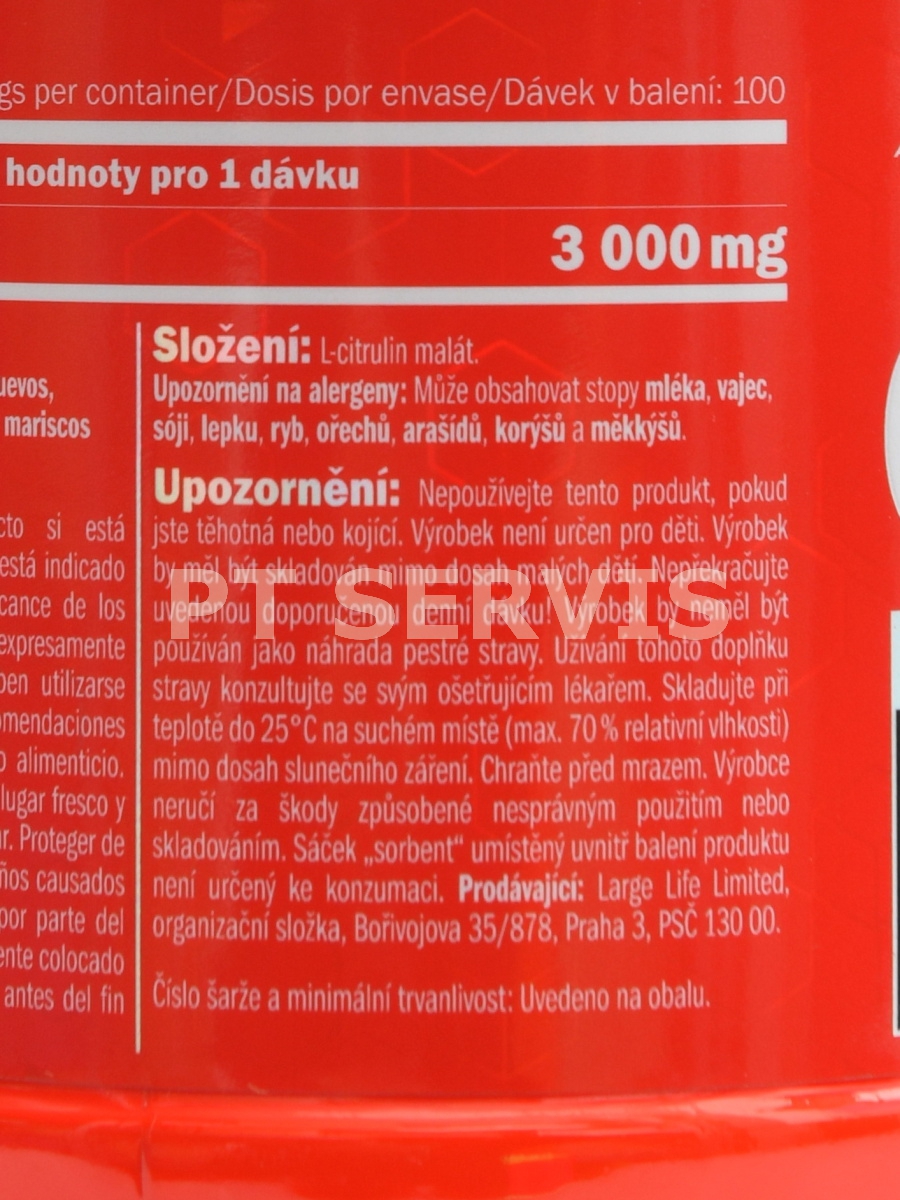 gs per container/Dosis por envase/Dávek v balení: 100
hodnoty pro 1 dávku
3 000 mg
uevos,
mariscos
cto si está
está indicado
cance de los
expresamente
ben utilizarse
omendaciones
o alimenticio.
lugar fresco y
ar. Proteger de
ños causados
por parte del
ente colocado
antes del fin
Složení: L-citrulin malát.
Upozornění na alergeny: Může obsahovat stopy mléka, vajec,
sóji, lepku, ryb, ořechů, arašídů, korýšů a měkkýšů.
Upozornění: Nepoužívejte tento produkt, pokud
jste těhotná nebo kojící. Výrobek není určen pro děti. Výrobek
by měl být skladován mimo dosah malých dětí. Nepřekračujte
uvedenou doporučenou denní dávku! Výrobek by neměl být
používán jako náhrada pestré stravy. Užívání tohoto doplňku
stravy konzultujte se svým ošetřujícím lékařem. Skladujte při
teplotě do 25°C na suchém místě (max. 70 % relativní vlhkosti)
mimo dosah slunečního záření. Chraňte před mrazem. Výrobce
neručí za škody způsobené nesprávným použitím nebo
skladováním. Sáček „sorbent“ umístěný uvnitř balení produktu
není určený ke konzumaci. Prodávající: Large Life Limited,
organizační složka, Bořivojova 35/878, Praha 3, PSČ 130 00.
Číslo šarže a minimální trvanlivost: Uvedeno na obalu.
PT SERVIS